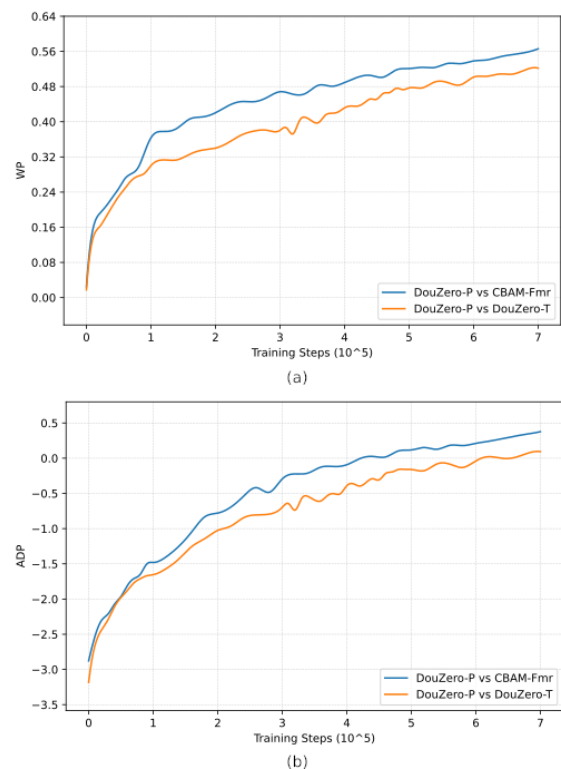 0.64
0.56
0.48
0.40
0.32
0.24
0.16
0.08
0.00
WP
DouZero-P vs CBAM-Fmr
DouZero-P vs DouZero-T
0 1 2 3 4 5 6 7
Training Steps (10^5)
(a)
0.5
0.0
−0.5
−1.0
−1.5
−2.0
−2.5
−3.0
−3.5
ADP
DouZero-P vs CBAM-Fmr
DouZero-P vs DouZero-T
0 1 2 3 4 5 6 7
Training Steps (10^5)
(b)